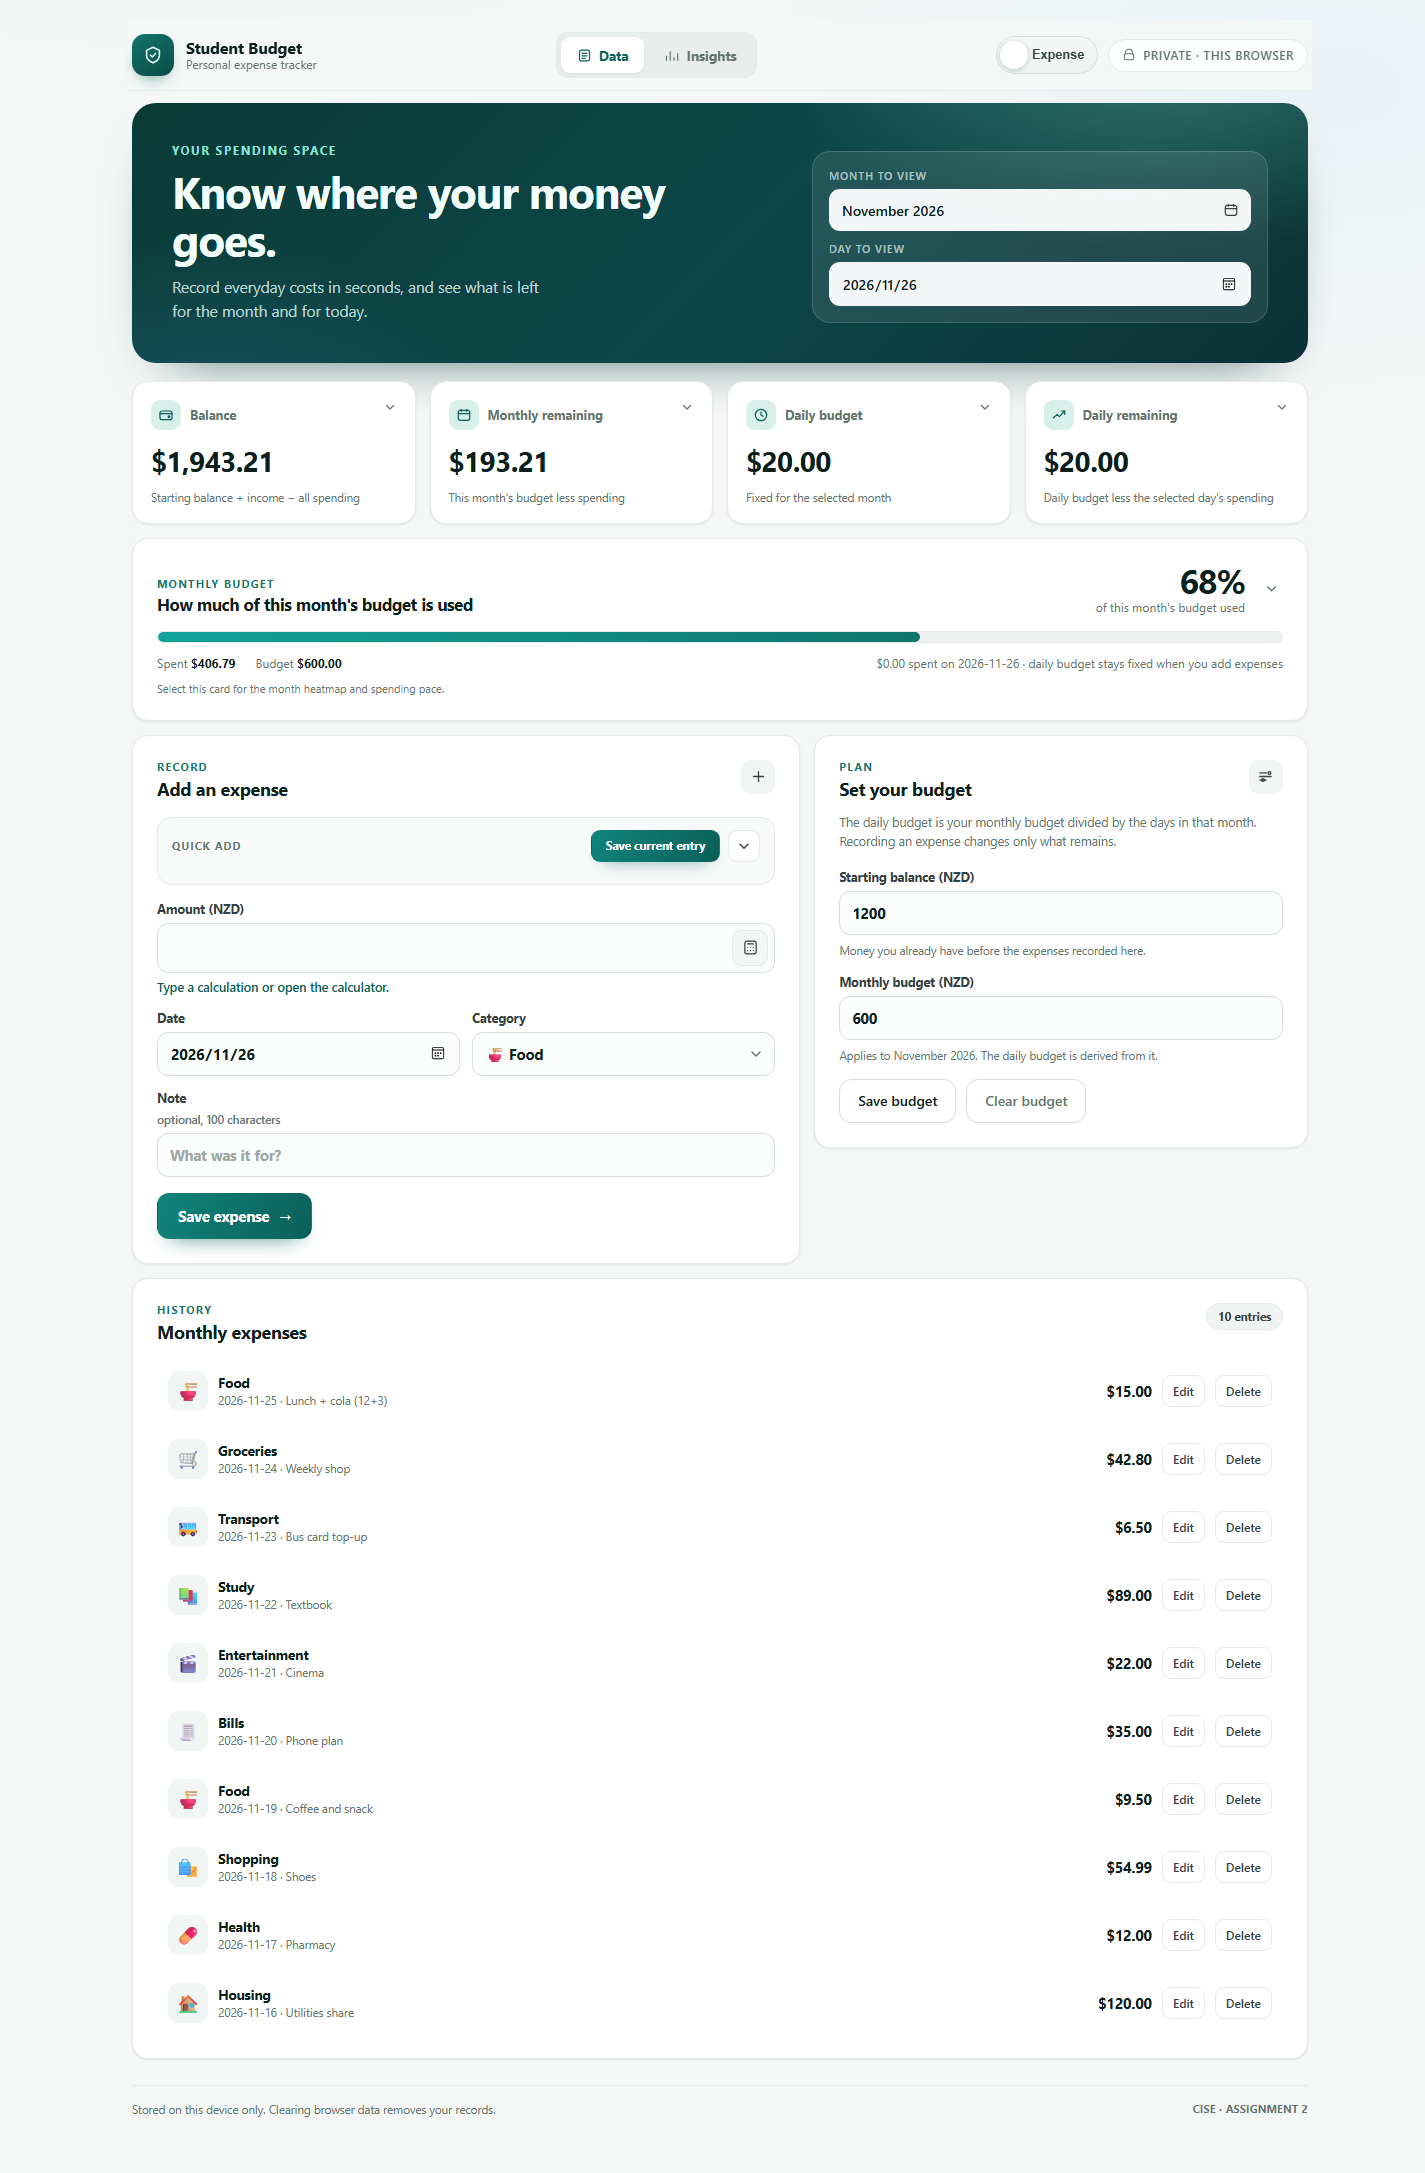 Student Budget
Personal expense tracker
Data
Insights
Expense
PRIVATE · THIS BROWSER
YOUR SPENDING SPACE
Know where your money
goes.
Record everyday costs in seconds, and see what is left
for the month and for today.
MONTH TO VIEW
November 2026
DAY TO VIEW
2026/11/26
Balance
$1,943.21
Starting balance + income − all spending
Monthly remaining
$193.21
This month's budget less spending
Daily budget
$20.00
Fixed for the selected month
Daily remaining
$20.00
Daily budget less the selected day's spending
MONTHLY BUDGET
How much of this month's budget is used
68%
of this month's budget used
Spent $406.79 Budget $600.00
$0.00 spent on 2026-11-26 · daily budget stays fixed when you add expenses
Select this card for the month heatmap and spending pace.
RECORD
Add an expense
QUICK ADD
Save current entry
Amount (NZD)
Type a calculation or open the calculator.
Date
2026/11/26
Category
Food
Note
optional, 100 characters
What was it for?
Save expense →
PLAN
Set your budget
The daily budget is your monthly budget divided by the days in that month.
Recording an expense changes only what remains.
Starting balance (NZD)
1200
Money you already have before the expenses recorded here.
Monthly budget (NZD)
600
Applies to November 2026. The daily budget is derived from it.
Save budget
Clear budget
HISTORY
Monthly expenses
10 entries
Food
2026-11-25 · Lunch + cola (12+3)
$15.00 Edit Delete
Groceries
2026-11-24 · Weekly shop
$42.80 Edit Delete
Transport
2026-11-23 · Bus card top-up
$6.50 Edit Delete
Study
2026-11-22 · Textbook
$89.00 Edit Delete
Entertainment
2026-11-21 · Cinema
$22.00 Edit Delete
Bills
2026-11-20 · Phone plan
$35.00 Edit Delete
Food
2026-11-19 · Coffee and snack
$9.50 Edit Delete
Shopping
2026-11-18 · Shoes
$54.99 Edit Delete
Health
2026-11-17 · Pharmacy
$12.00 Edit Delete
Housing
2026-11-16 · Utilities share
$120.00 Edit Delete
Stored on this device only. Clearing browser data removes your records.
CISE · ASSIGNMENT 2